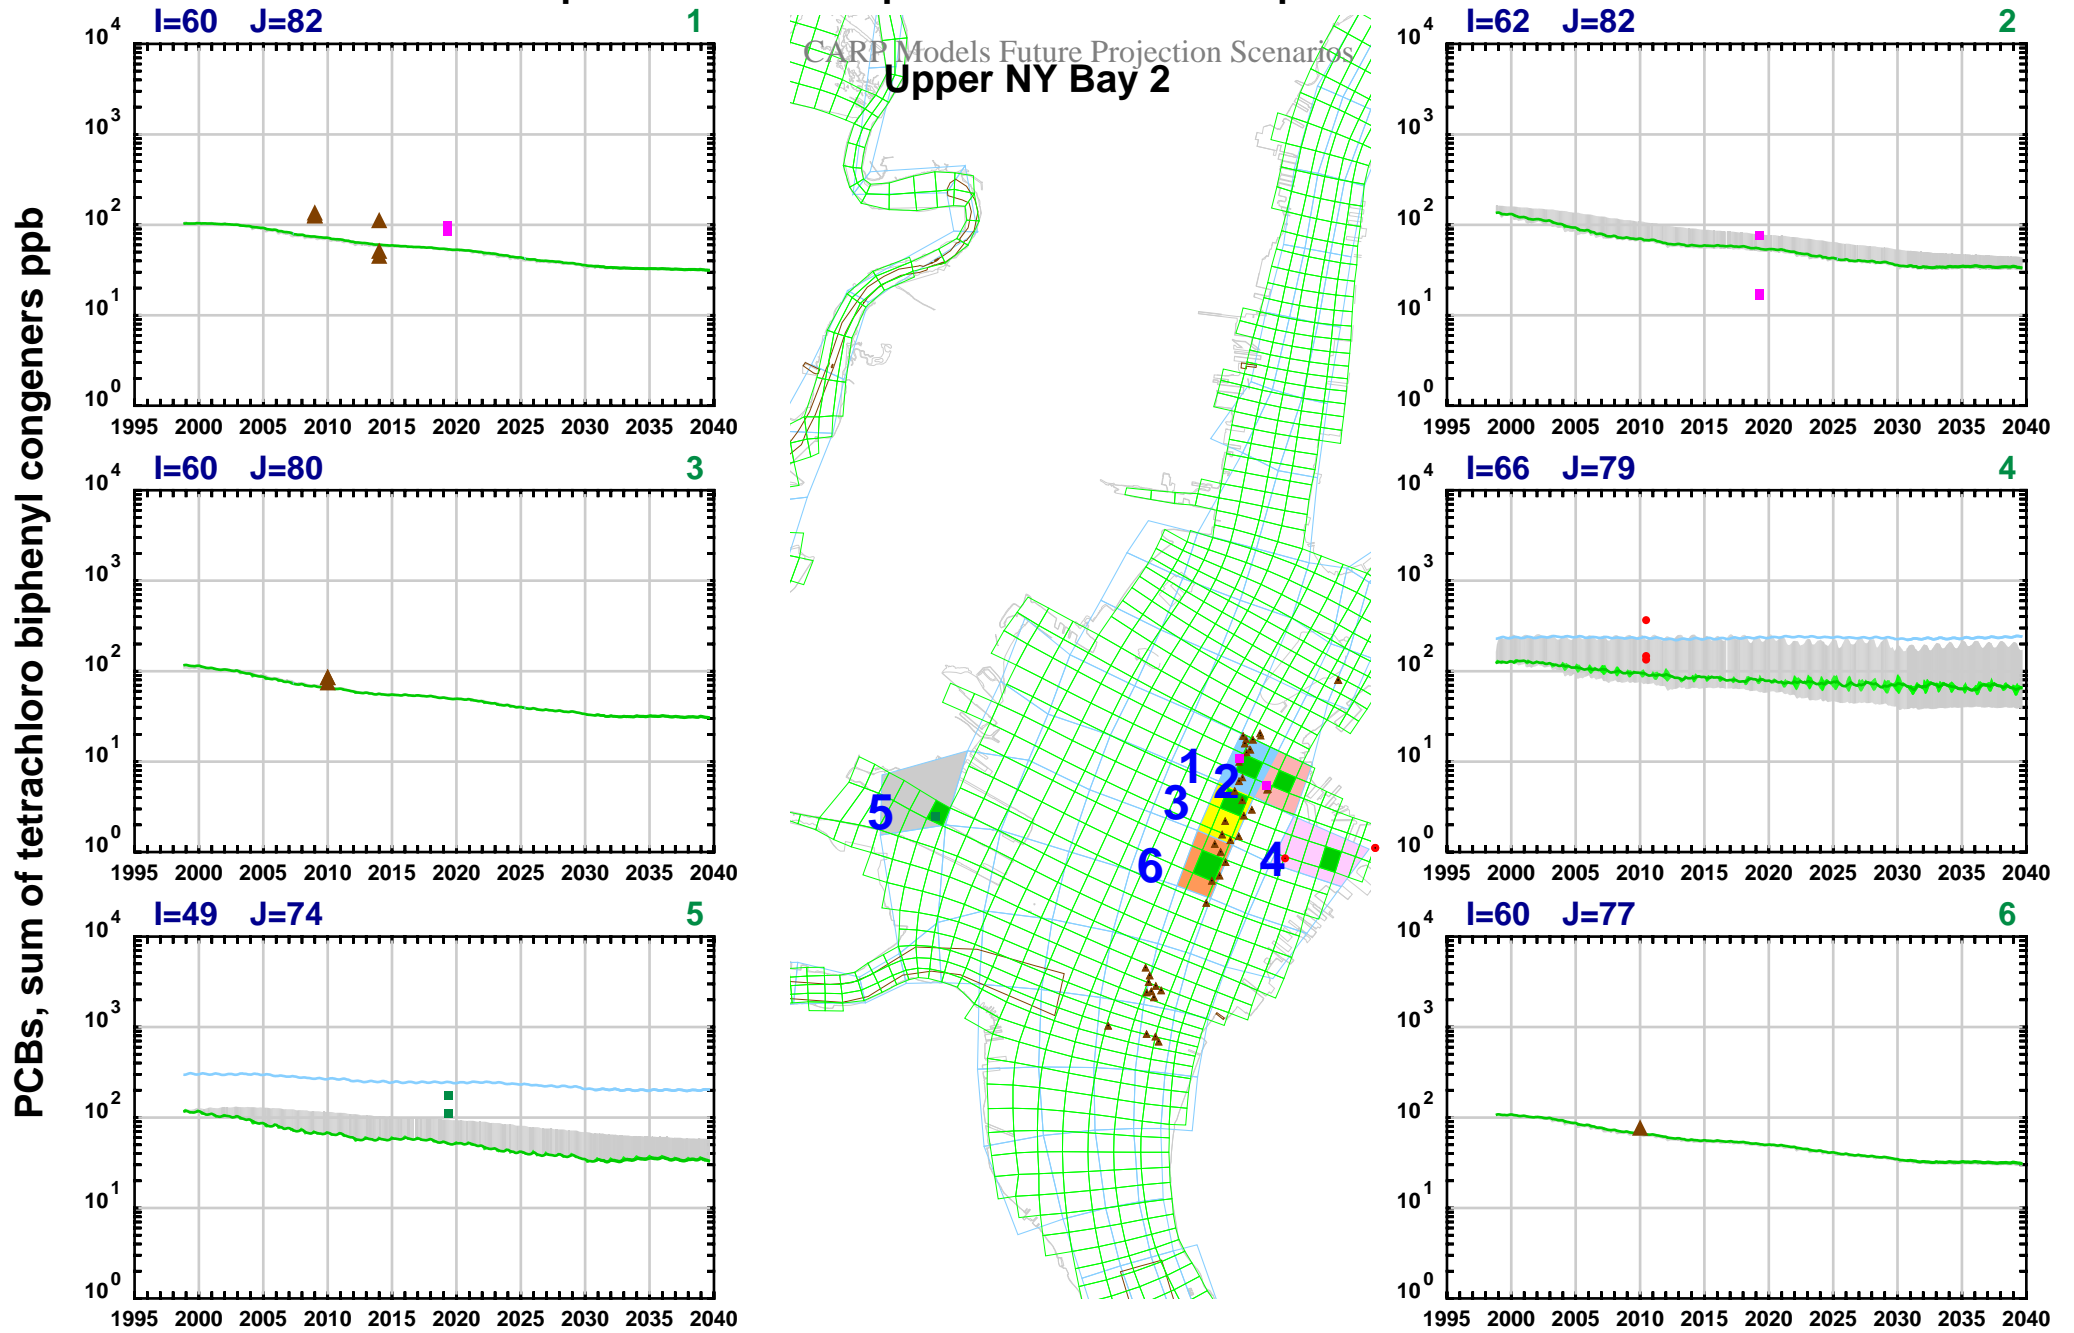 CARP Models Future Projection Scenarios
Upper NY Bay 2
PCBs, sum of tetrachloro biphenyl congeners ppb
I=60 J=82 1
10^4
10^3
10^2
10^1
10^0
1995 2000 2005 2010 2015 2020 2025 2030 2035 2040
I=62 J=82 2
10^4
10^3
10^2
10^1
10^0
1995 2000 2005 2010 2015 2020 2025 2030 2035 2040
I=60 J=80 3
10^4
10^3
10^2
10^1
10^0
1995 2000 2005 2010 2015 2020 2025 2030 2035 2040
I=66 J=79 4
10^4
10^3
10^2
10^1
10^0
1995 2000 2005 2010 2015 2020 2025 2030 2035 2040
I=49 J=74 5
10^4
10^3
10^2
10^1
10^0
1995 2000 2005 2010 2015 2020 2025 2030 2035 2040
I=60 J=77 6
10^4
10^3
10^2
10^1
10^0
1995 2000 2005 2010 2015 2020 2025 2030 2035 2040
1
2
3
5
6
4